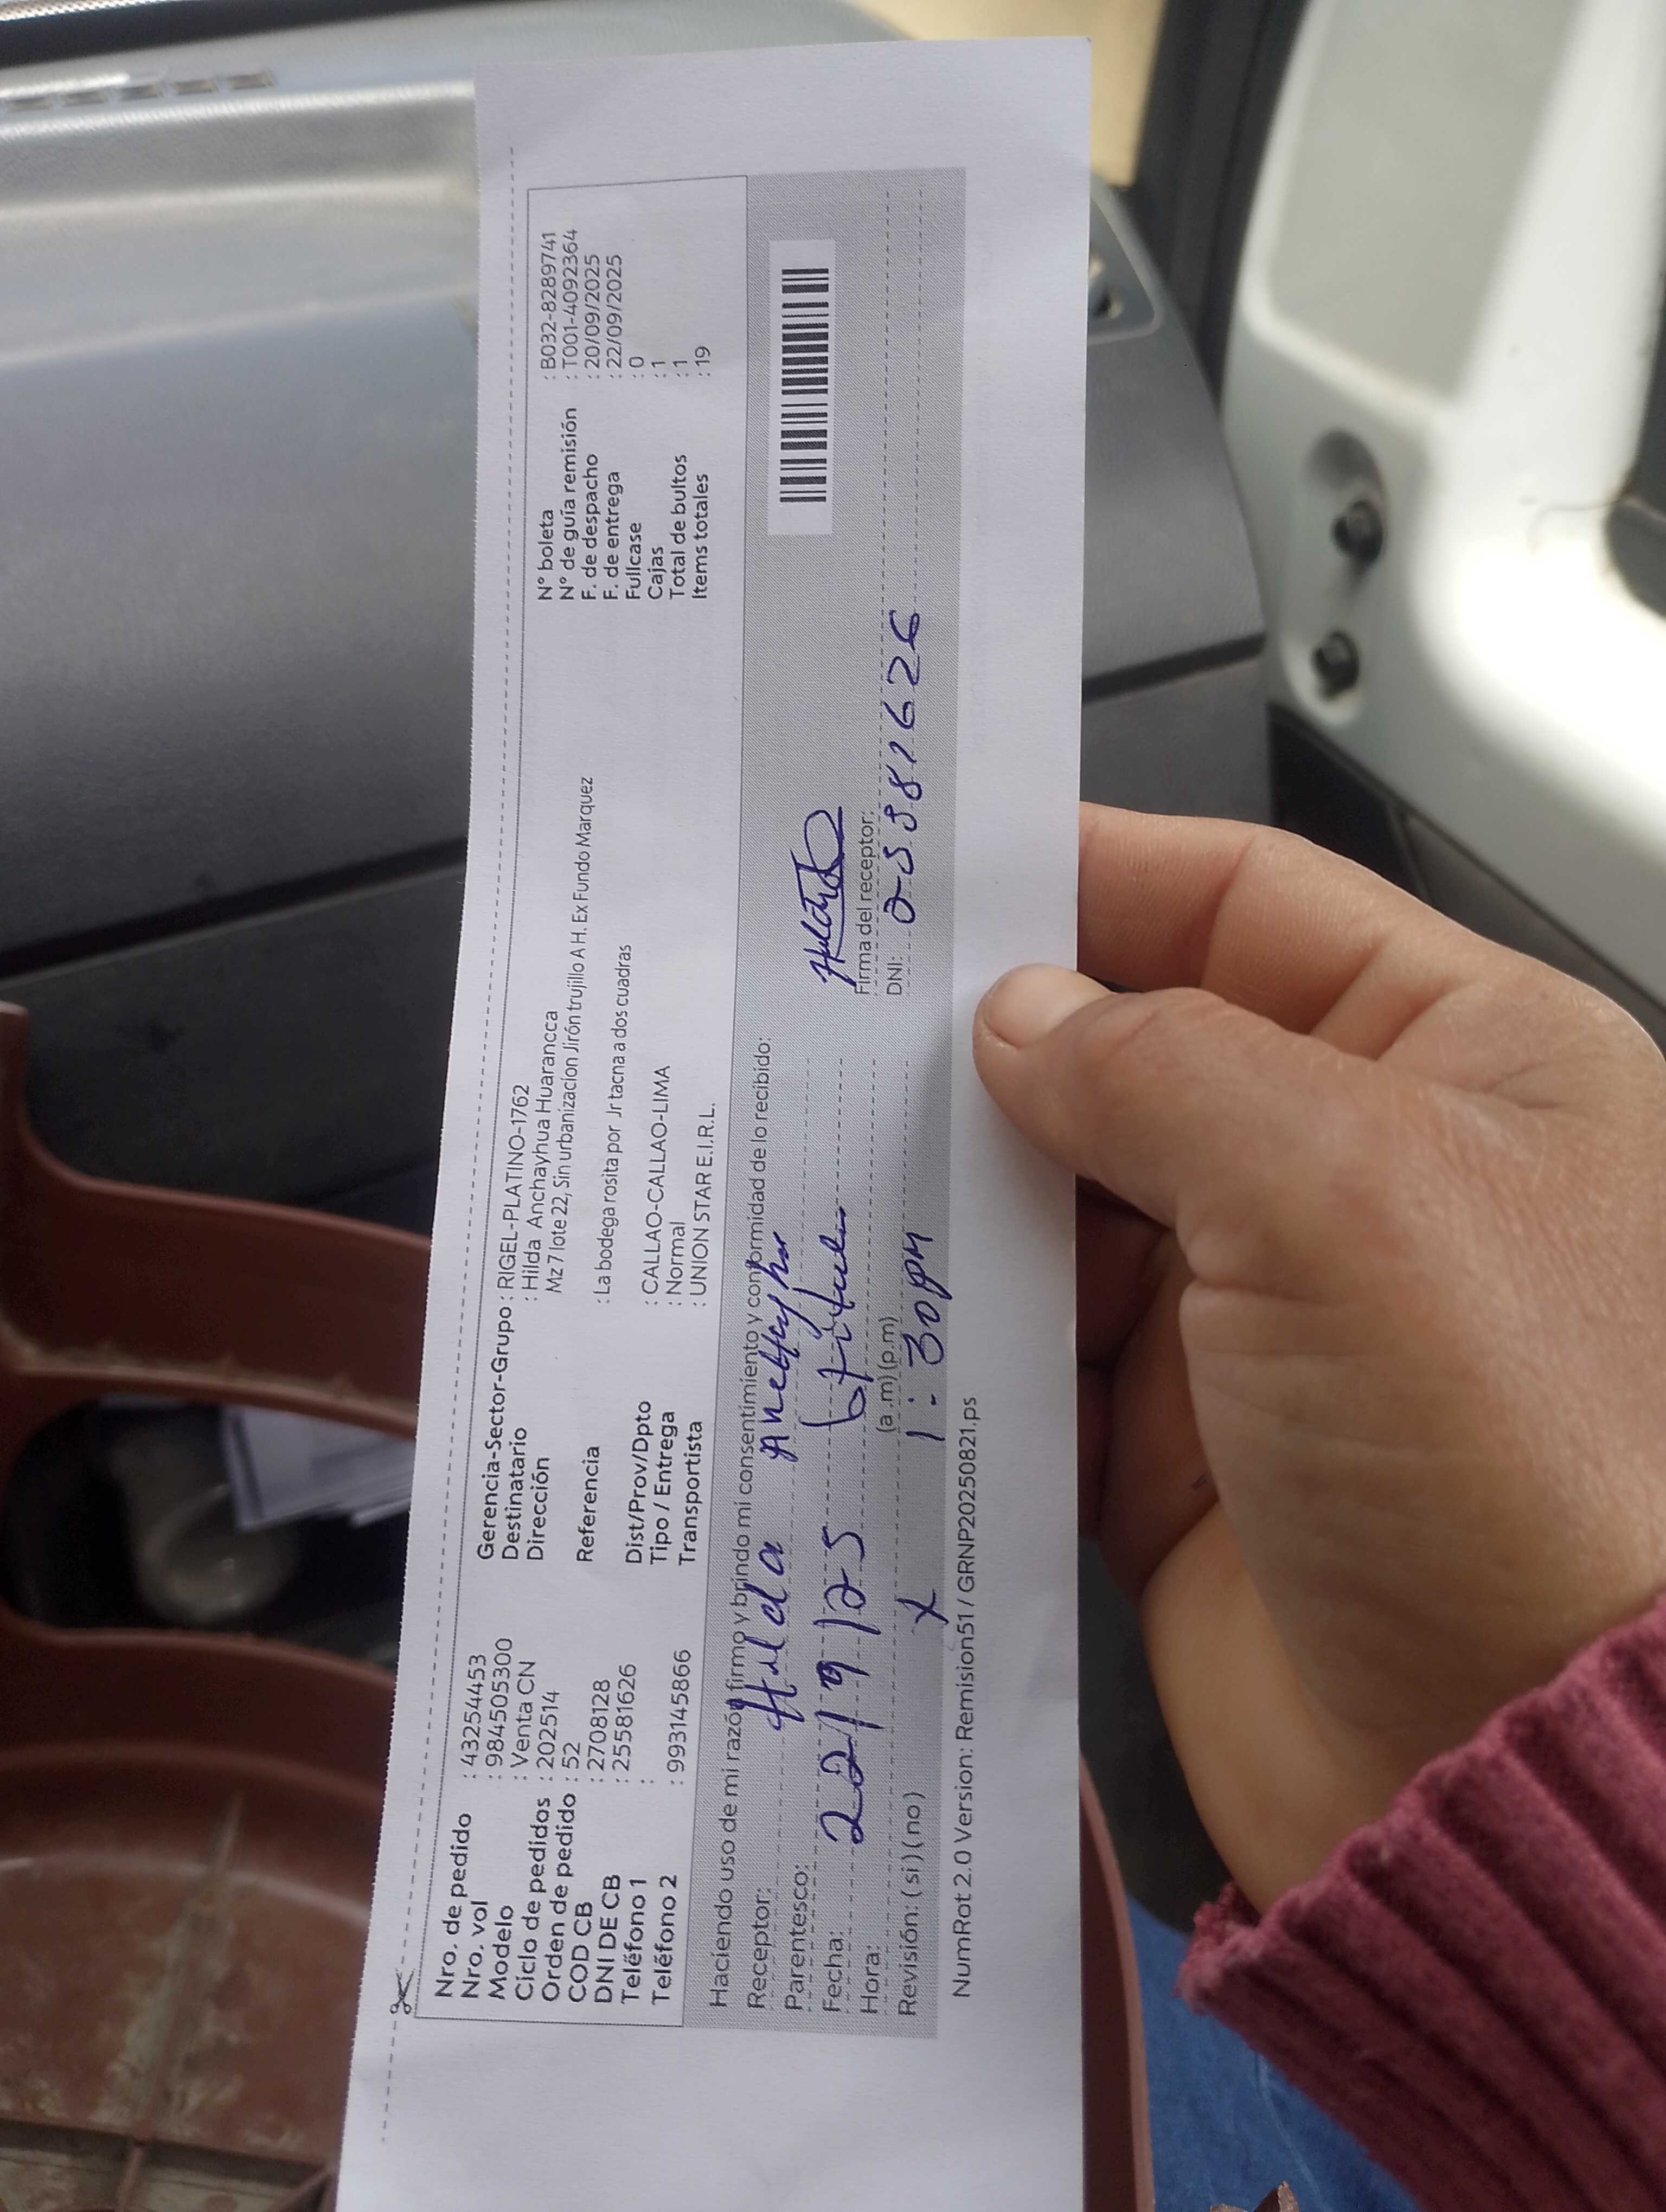 Nro. de pedido : 43254453
Nro. vol : 984505300
Modelo : Venta CN
Ciclo de pedidos : 202514
Orden de pedido : 52
COD CB : 2708128
DNI DE CB : 25581626
Teléfono 1 :
Teléfono 2 : 993145866
Gerencia-Sector-Grupo : RIGEL-PLATINO-1762
Destinatario : Hilda Anchayhua Huarancca
Dirección Mz 7 lote 22, Sin urbanizacion Jirón trujillo A H. Ex Fundo Marquez
Referencia : La bodega rosita por Jr tacna a dos cuadras
Dist/Prov/Dpto : CALLAO-CALLAO-LIMA
Tipo / Entrega : Normal
Transportista : UNION STAR E.I.R.L.
N° boleta : B032-8289741
N° de guía remisión : T001-4092364
F. de despacho : 20/09/2025
F. de entrega : 22/09/2025
Fullcase : 0
Cajas : 1
Total de bultos : 1
Items totales : 19
Haciendo uso de mi razón firmo y brindo mi consentimiento y conformidad de lo recibido:
Receptor: Hilda
Parentesco:
Fecha: 22/9/25
Hora: (a.m) (p.m) 1:30pm
Revisión: (si) (no) x
Firma del receptor:
DNI: 25581626
NumRot 2.0 Version: Remision51 / GRNP20250821.ps